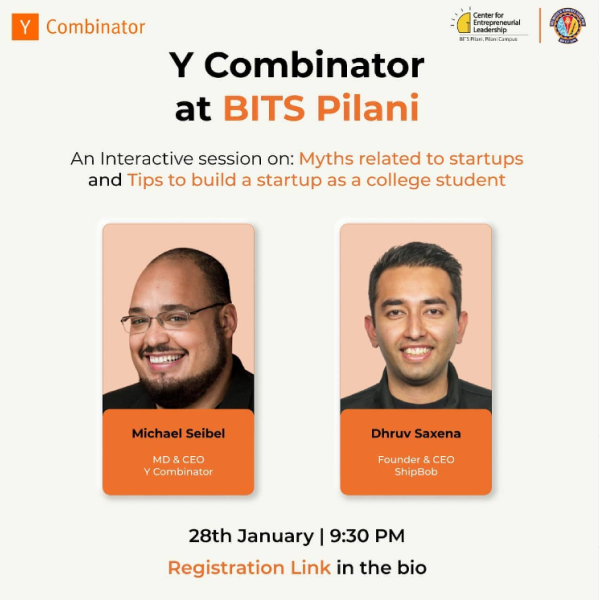 Y Combinator
Center for
Entrepreneurial
Leadership
BITS Pilani, Pilani Campus
Y Combinator
at BITS Pilani
An Interactive session on: Myths related to startups
and Tips to build a startup as a college student
Michael Seibel
MD & CEO
Y Combinator
Dhruv Saxena
Founder & CEO
ShipBob
28th January | 9:30 PM
Registration Link in the bio